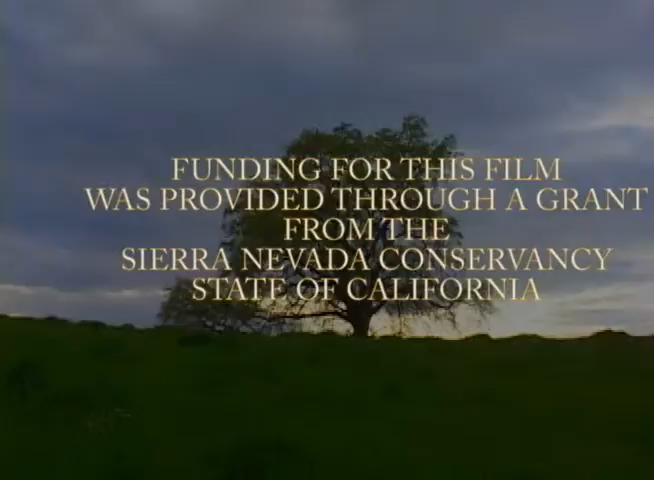 FUNDING FOR THIS FILM
WAS PROVIDED THROUGH A GRANT
FROM THE
SIERRA NEVADA CONSERVANCY
STATE OF CALIFORNIA